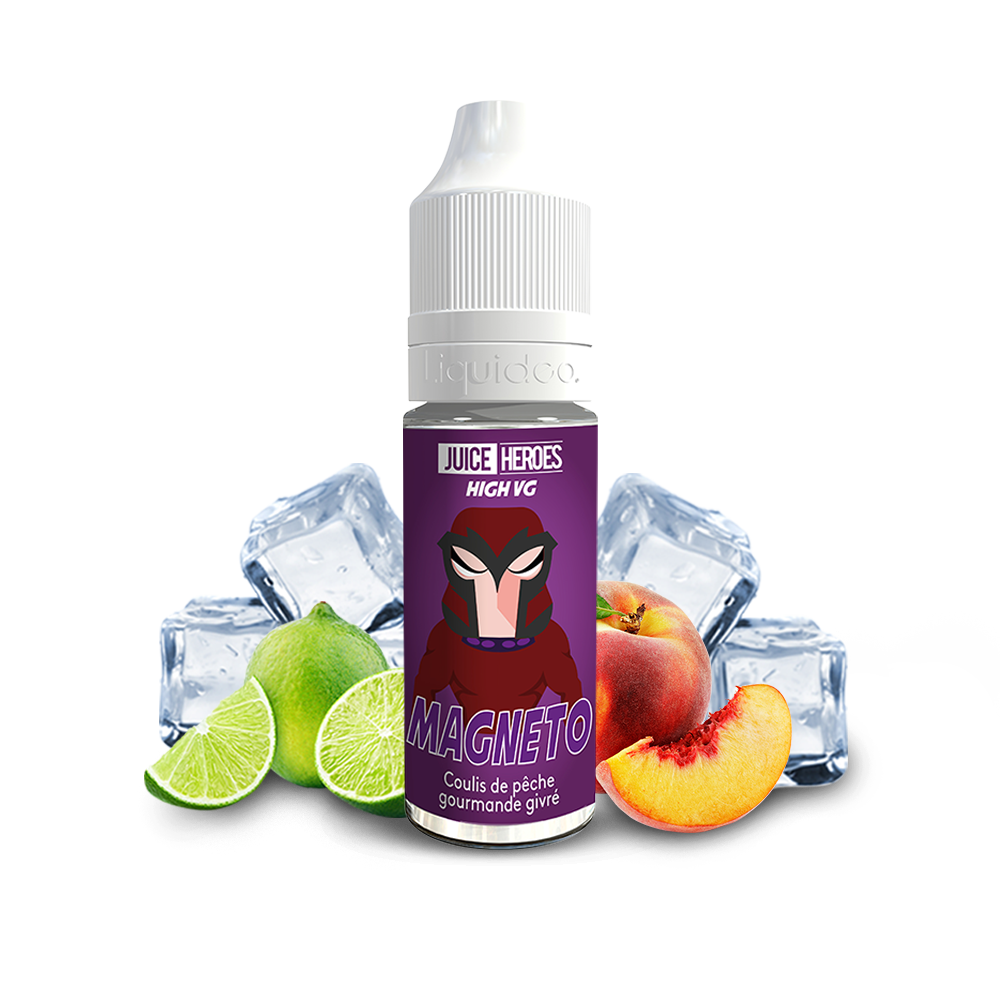 Liquideo.
JUICE HEROES
HIGH VG
MAGNETO
Coulis de pêche
gourmande givré